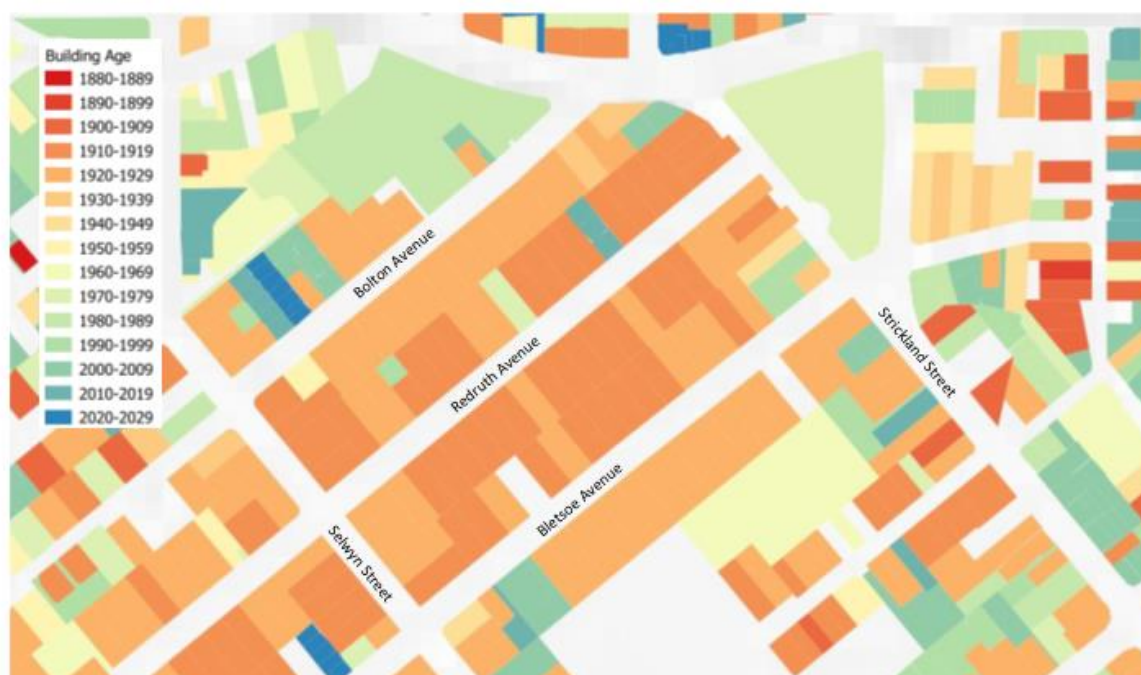 Building Age
1880-1889
1890-1899
1900-1909
1910-1919
1920-1929
1930-1939
1940-1949
1950-1959
1960-1969
1970-1979
1980-1989
1990-1999
2000-2009
2010-2019
2020-2029
Bolton Avenue
Redruth Avenue
Strickland Street
Bletsoe Avenue
Selwyn Street